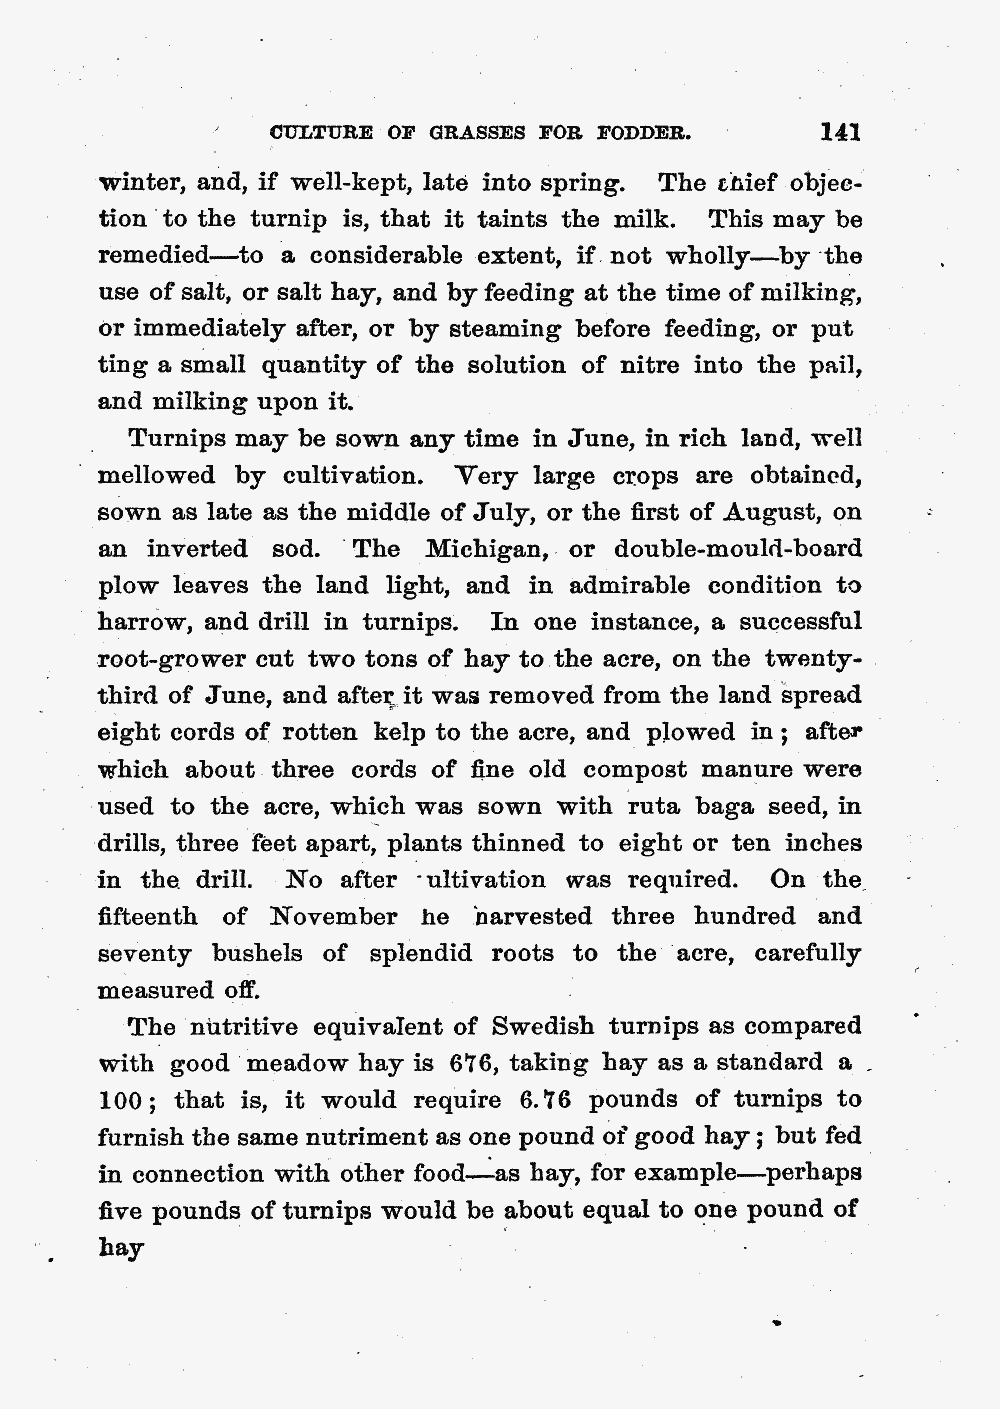 CULTURE OF GRASSES FOR FODDER. 141
winter, and, if well-kept, late into spring. The chief objec-
tion to the turnip is, that it taints the milk. This may be
remedied—to a considerable extent, if not wholly—by the
use of salt, or salt hay, and by feeding at the time of milking,
or immediately after, or by steaming before feeding, or put
ting a small quantity of the solution of nitre into the pail,
and milking upon it.
Turnips may be sown any time in June, in rich land, well
mellowed by cultivation. Very large crops are obtained,
sown as late as the middle of July, or the first of August, on
an inverted sod. The Michigan, or double-mould-board
plow leaves the land light, and in admirable condition to
harrow, and drill in turnips. In one instance, a successful
root-grower cut two tons of hay to the acre, on the twenty-
third of June, and after it was removed from the land spread
eight cords of rotten kelp to the acre, and plowed in; after
which about three cords of fine old compost manure were
used to the acre, which was sown with ruta baga seed, in
drills, three feet apart, plants thinned to eight or ten inches
in the drill. No after ultivation was required. On the
fifteenth of November he harvested three hundred and
seventy bushels of splendid roots to the acre, carefully
measured off.
The nutritive equivalent of Swedish turnips as compared
with good meadow hay is 676, taking hay as a standard a
100; that is, it would require 6.76 pounds of turnips to
furnish the same nutriment as one pound of good hay; but fed
in connection with other food—as hay, for example—perhaps
five pounds of turnips would be about equal to one pound of
hay